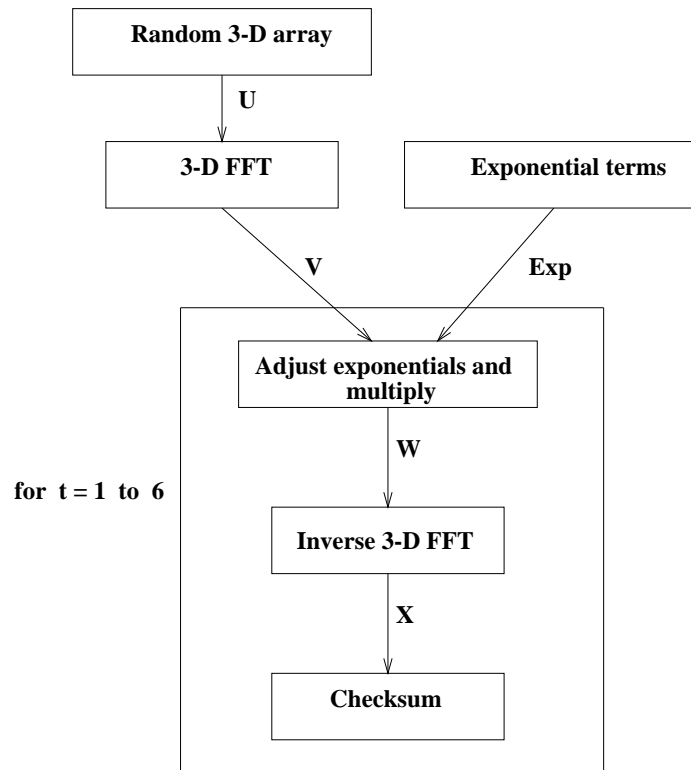 Random 3-D array
U
3-D FFT
Exponential terms
V
Exp
Adjust exponentials and
multiply
W
for t = 1 to 6
Inverse 3-D FFT
X
Checksum